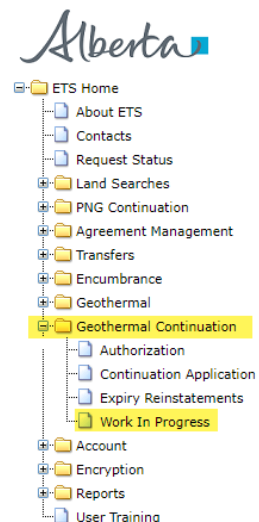 Alberta
ETS Home
About ETS
Contacts
Request Status
Land Searches
PNG Continuation
Agreement Management
Transfers
Encumbrance
Geothermal
Geothermal Continuation
Authorization
Continuation Application
Expiry Reinstatements
Work In Progress
Account
Encryption
Reports
User Training